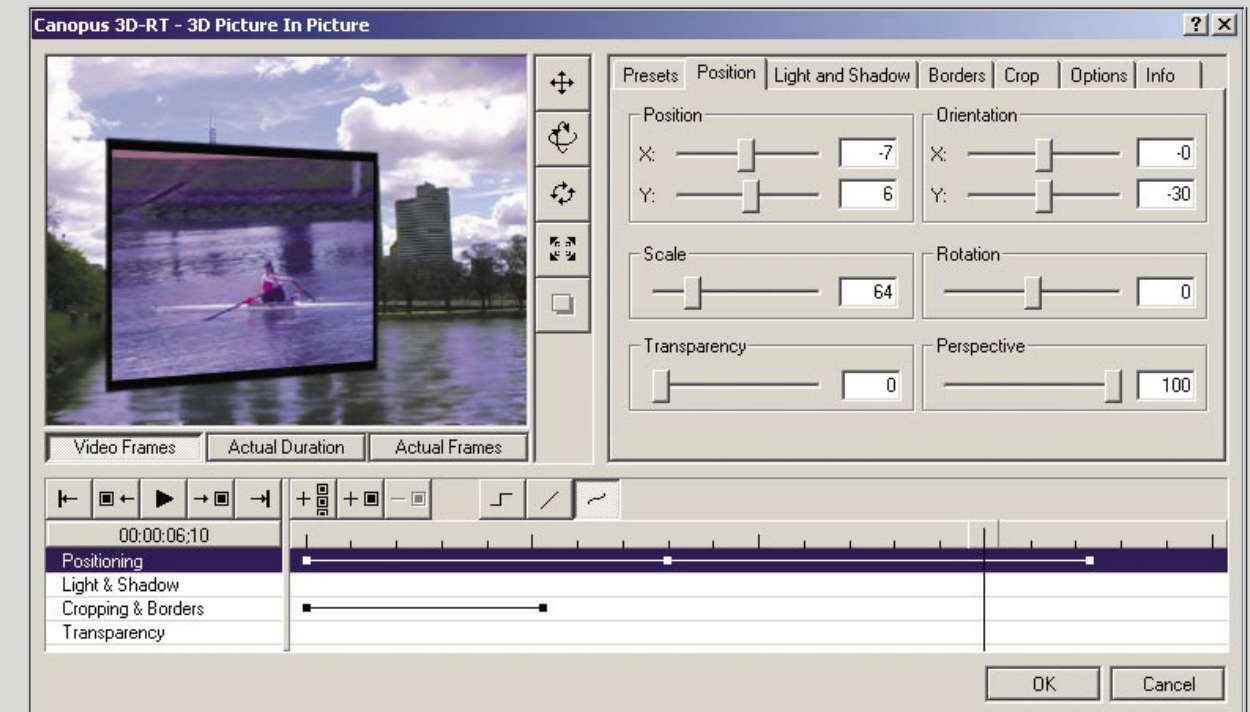 Canopus 3D-RT - 3D Picture In Picture
Presets Position Light and Shadow Borders Crop Options Info
Position
X: -7
Y: 6
Orientation
X: -0
Y: -30
Scale
64
Rotation
0
Transparency
0
Perspective
100
Video Frames Actual Duration Actual Frames
00:00:06;10
Positioning
Light & Shadow
Cropping & Borders
Transparency
OK Cancel